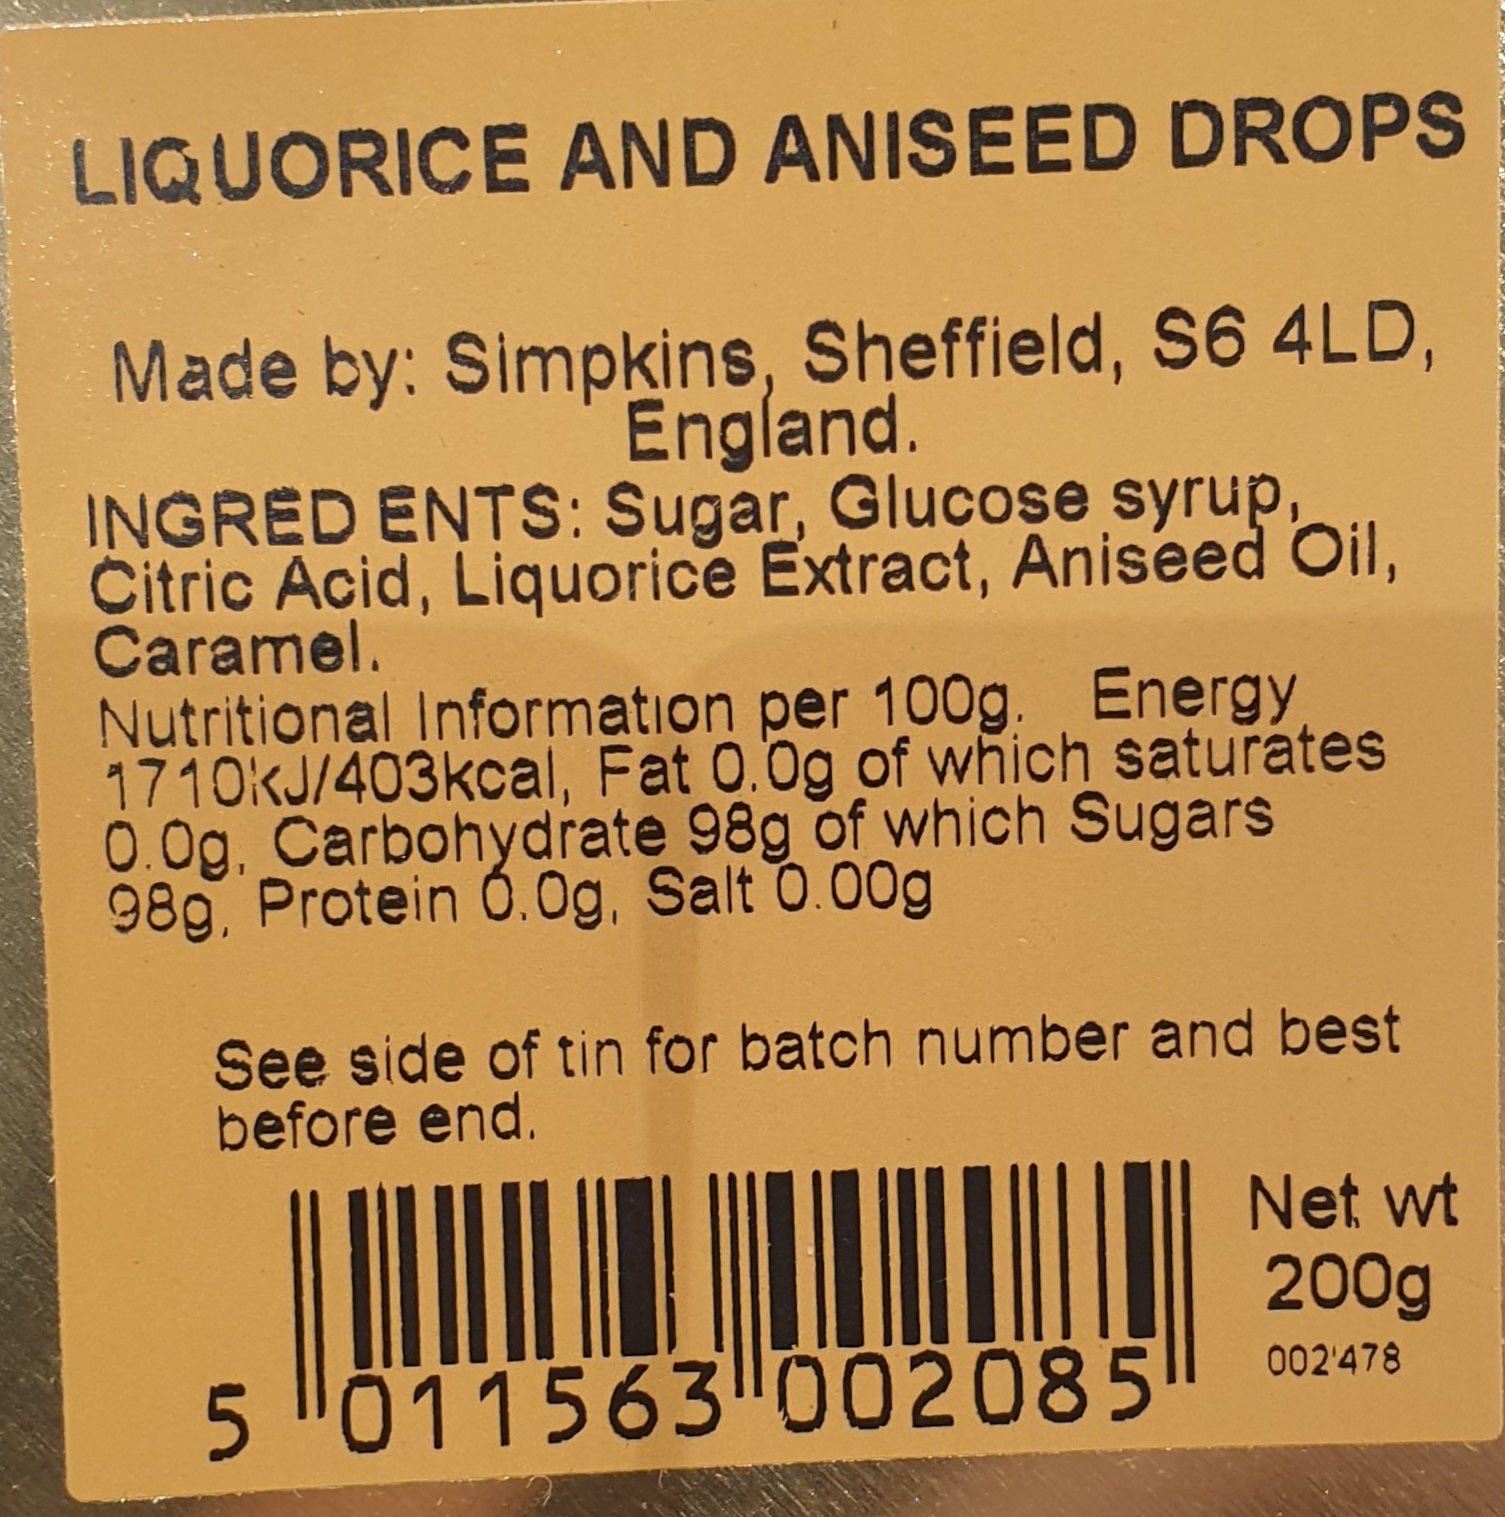 LIQUORICE AND ANISEED DROPS
Made by: Simpkins, Sheffield, S6 4LD,
England.
INGRED ENTS: Sugar, Glucose syrup,
Citric Acid, Liquorice Extract, Aniseed Oil,
Caramel.
Nutritional Information per 100g. Energy
1710kJ/403kcal, Fat 0.0g of which saturates
0.0g, Carbohydrate 98g of which Sugars
98g, Protein 0.0g, Salt 0.00g
See side of tin for batch number and best
before end.
Net wt
200g
002'478
5 011563 002085